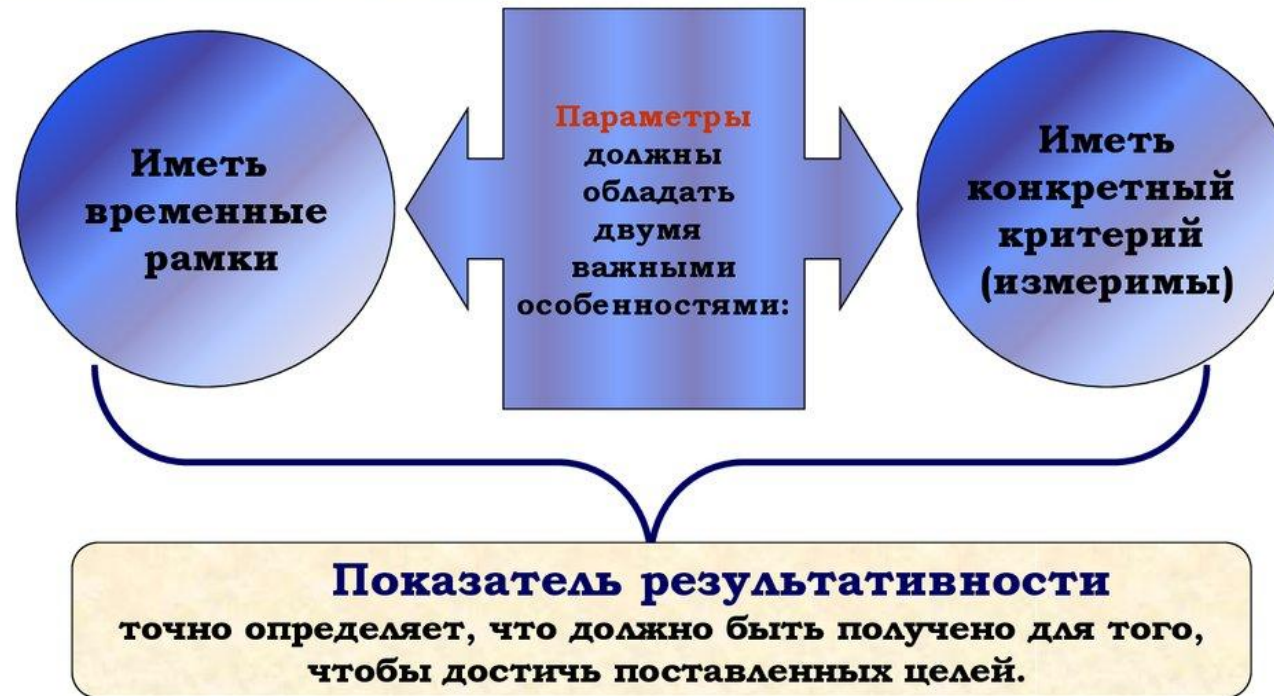 Иметь
временные
рамки
Параметры
должны
обладать
двумя
важными
особенностями:
Иметь
конкретный
критерий
(измеримы)
Показатель результативности
точно определяет, что должно быть получено для того,
чтобы достичь поставленных целей.